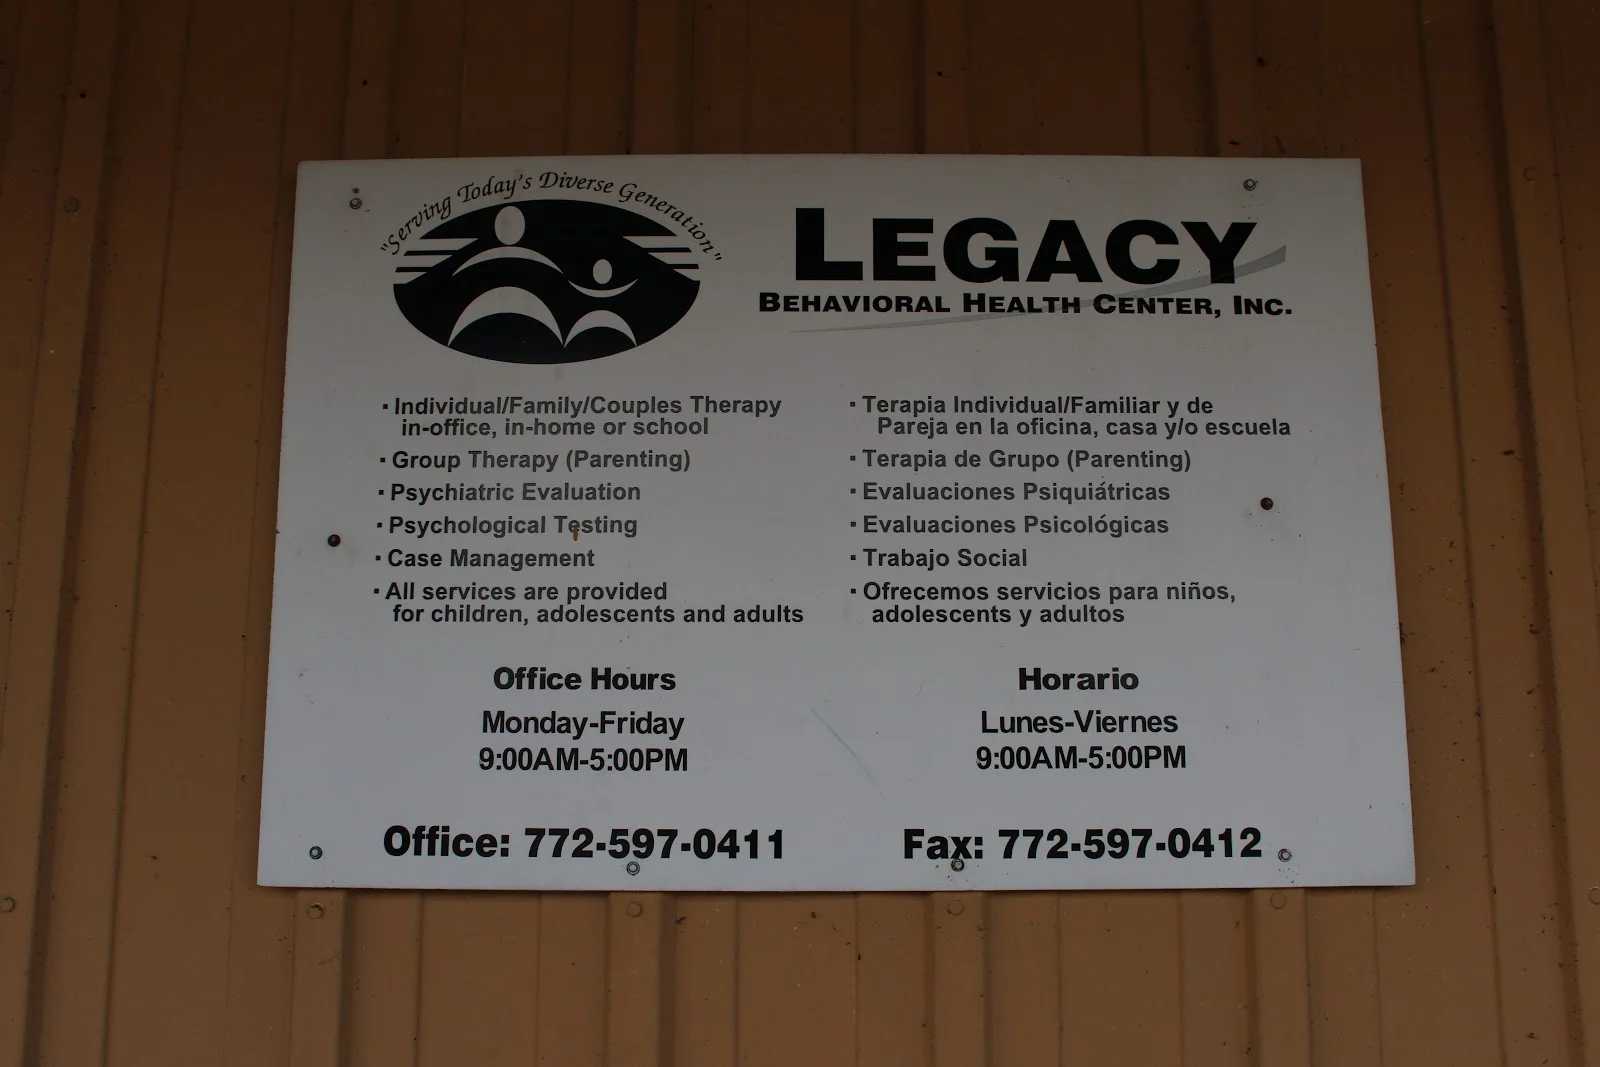 "Serving Today's Diverse Generation"
LEGACY
BEHAVIORAL HEALTH CENTER, INC.
· Individual/Family/Couples Therapy
in-office, in-home or school
· Group Therapy (Parenting)
· Psychiatric Evaluation
· Psychological Testing
· Case Management
· All services are provided
for children, adolescents and adults
· Terapia Individual/Familiar y de
Pareja en la oficina, casa y/o escuela
· Terapia de Grupo (Parenting)
· Evaluaciones Psiquiátricas
· Evaluaciones Psicológicas
· Trabajo Social
· Ofrecemos servicios para niños,
adolescents y adultos
Office Hours
Monday-Friday
9:00AM-5:00PM
Horario
Lunes-Viernes
9:00AM-5:00PM
Office: 772-597-0411
Fax: 772-597-0412